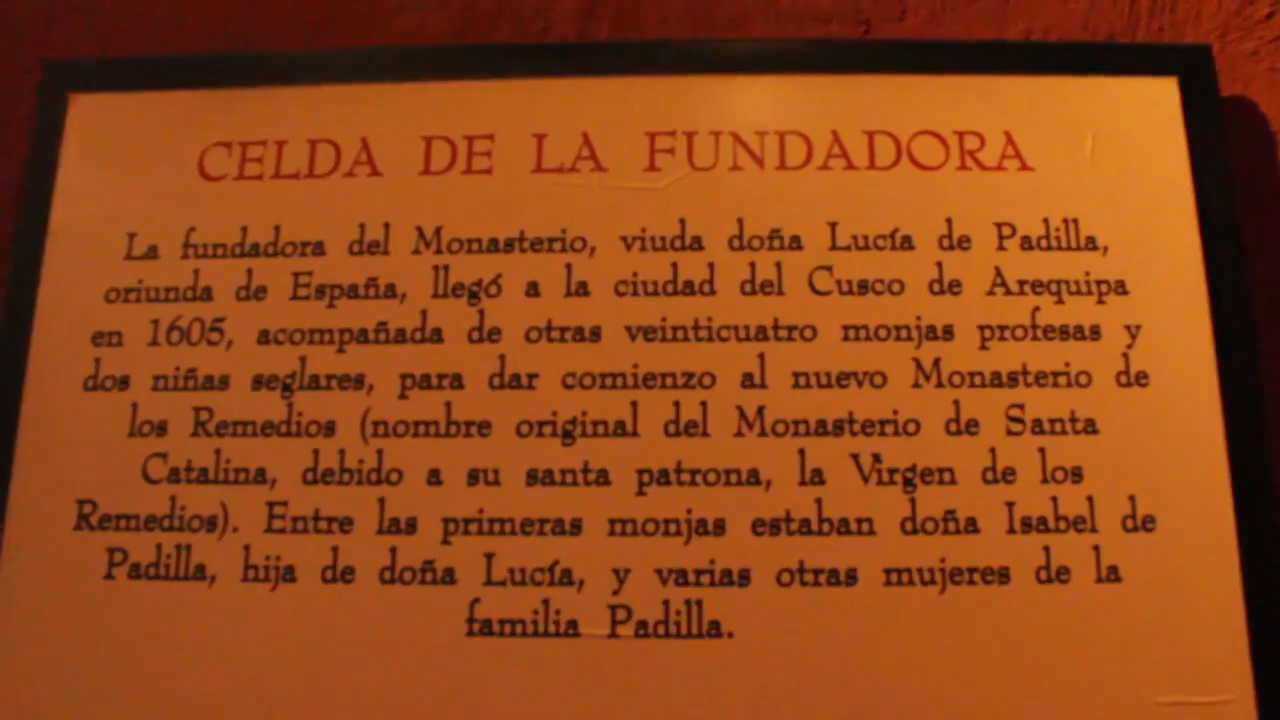 CELDA DE LA FUNDADORA
La fundadora del Monasterio, viuda doña Lucía de Padilla,
oriunda de España, llegó a la ciudad del Cusco de Arequipa
en 1605, acompañada de otras veinticuatro monjas profesas y
dos niñas seglares, para dar comienzo al nuevo Monasterio de
los Remedios (nombre original del Monasterio de Santa
Catalina, debido a su santa patrona, la Virgen de los
Remedios). Entre las primeras monjas estaban doña Isabel de
Padilla, hija de doña Lucía, y varias otras mujeres de la
familia Padilla.